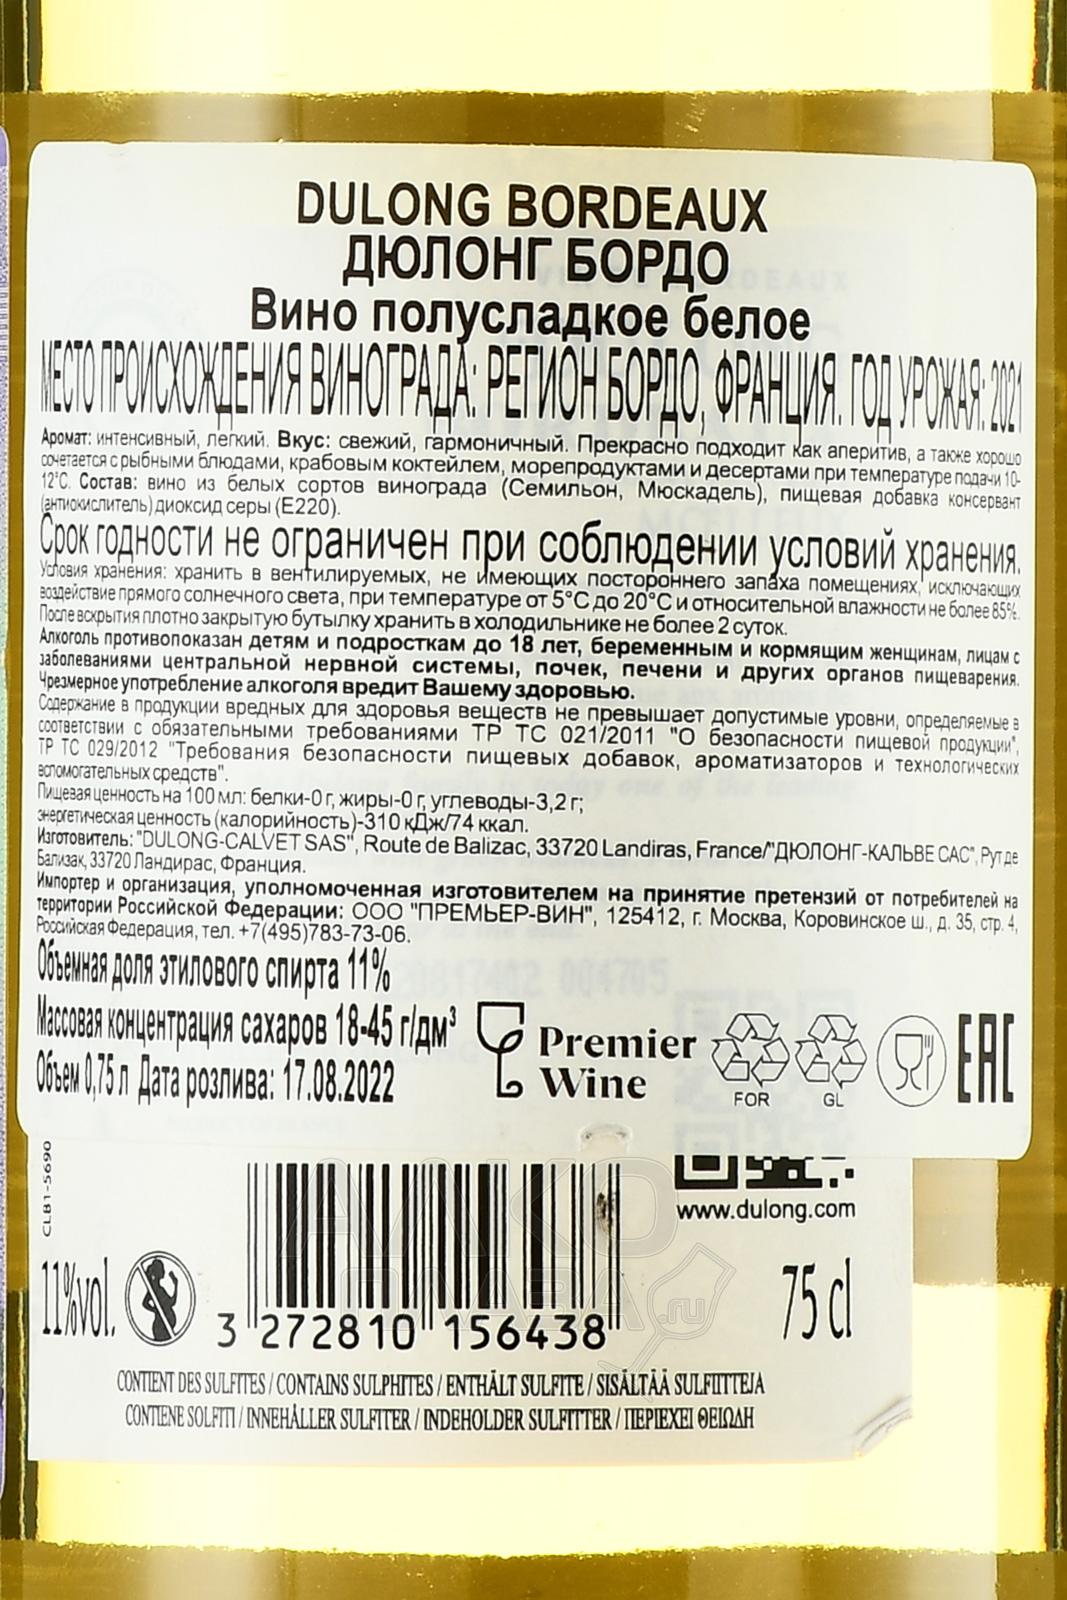 DULONG BORDEAUX
ДЮЛОНГ БОРДО
Вино полусладкое белое
МЕСТО ПРОИСХОЖДЕНИЯ ВИНОГРАДА: РЕГИОН БОРДО, ФРАНЦИЯ. ГОД УРОЖАЯ: 2021
Аромат: интенсивный, легкий. Вкус: свежий, гармоничный. Прекрасно подходит как аперитив, а также хорошо
сочетается с рыбными блюдами, крабовым коктейлем, морепродуктами и десертами при температуре подачи 10-
12°С. Состав: вино из белых сортов винограда (Семильон, Мюскадель), пищевая добавка консервант
(антиокислитель) диоксид серы (Е220).
Срок годности не ограничен при соблюдении условий хранения.
Условия хранения: хранить в вентилируемых, не имеющих постороннего запаха помещениях, исключающих
воздействие прямого солнечного света, при температуре от 5°С до 20°С и относительной влажности не более 85%.
После вскрытия плотно закрытую бутылку хранить в холодильнике не более 2 суток.
Алкоголь противопоказан детям и подросткам до 18 лет, беременным и кормящим женщинам, лицам с
заболеваниями центральной нервной системы, почек, печени и других органов пищеварения.
Чрезмерное употребление алкоголя вредит Вашему здоровью.
Содержание в продукции вредных для здоровья веществ не превышает допустимые уровни, определяемые в
соответствии с обязательными требованиями ТР ТС 021/2011 "О безопасности пищевой продукции",
ТР ТС 029/2012 "Требования безопасности пищевых добавок, ароматизаторов и технологических
вспомогательных средств".
Пищевая ценность на 100 мл: белки-0 г, жиры-0 г, углеводы-3,2 г;
энергетическая ценность (калорийность)-310 кДж/74 ккал.
Изготовитель: "DULONG-CALVET SAS", Route de Balizac, 33720 Landiras, France/"ДЮЛОНГ-КАЛЬВЕ САС", Рут де
Бализак, 33720 Ландирас, Франция.
Импортер и организация, уполномоченная изготовителем на принятие претензий от потребителей на
территории Российской Федерации: ООО "ПРЕМЬЕР-ВИН", 125412, г. Москва, Коровинское ш., д. 35, стр. 4,
Российская Федерация, тел. +7(495)783-73-06.
Объемная доля этилового спирта 11%
Массовая концентрация сахаров 18-45 г/дм³
Объем 0,75 л Дата розлива: 17.08.2022
Premier
Wine
FOR
GL
EAC
CLB1-5690
www.dulong.com
11%vol.
3 272810 156438
75 cl
АЛКО
ПЛАЗА
.ru
CONTIENT DES SULFITES / CONTAINS SULPHITES / ENTHÄLT SULFITE / SISÄLTÄÄ SULFIITTEJA
CONTIENE SOLFITI / INNEHÅLLER SULFITER / INDEHOLDER SULFITTER / ΠΕΡΙΕΧΕΙ ΘΕΙΩΔΗ